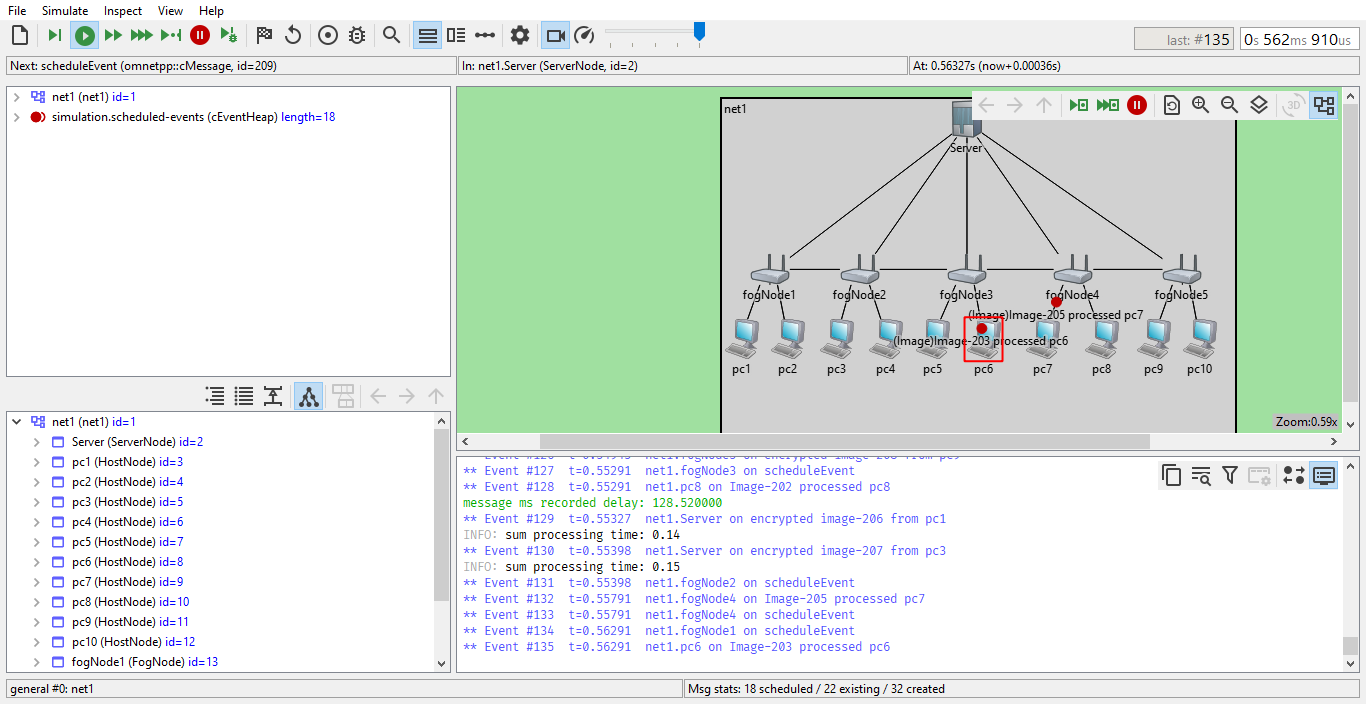 File Simulate Inspect View Help
last: #135 0s 562ms 910us
Next: scheduleEvent (omnetpp::cMessage, id=209) In: net1.Server (ServerNode, id=2) At: 0.56327s (now+0.00036s)
net1 (net1) id=1
simulation.scheduled-events (cEventHeap) length=18
net1
3D
Server
fogNode1 fogNode2 fogNode3 fogNode4 fogNode5
(Image)Image-205 processed pc7
(Image)Image-203 processed pc6
pc1 pc2 pc3 pc4 pc5 pc6 pc7 pc8 pc9 pc10
Zoom:0.59x
net1 (net1) id=1
Server (ServerNode) id=2
pc1 (HostNode) id=3
pc2 (HostNode) id=4
pc3 (HostNode) id=5
pc4 (HostNode) id=6
pc5 (HostNode) id=7
pc6 (HostNode) id=8
pc7 (HostNode) id=9
pc8 (HostNode) id=10
pc9 (HostNode) id=11
pc10 (HostNode) id=12
fogNode1 (FogNode) id=13
** Event #127 t=0.55291 net1.fogNode3 on scheduleEvent
** Event #128 t=0.55291 net1.pc8 on Image-202 processed pc8
message ms recorded delay: 128.520000
** Event #129 t=0.55327 net1.Server on encrypted image-206 from pc1
INFO: sum processing time: 0.14
** Event #130 t=0.55398 net1.Server on encrypted image-207 from pc3
INFO: sum processing time: 0.15
** Event #131 t=0.55398 net1.fogNode2 on scheduleEvent
** Event #132 t=0.55791 net1.fogNode4 on Image-205 processed pc7
** Event #133 t=0.55791 net1.fogNode4 on scheduleEvent
** Event #134 t=0.56291 net1.fogNode1 on scheduleEvent
** Event #135 t=0.56291 net1.pc6 on Image-203 processed pc6
general #0: net1 Msg stats: 18 scheduled / 22 existing / 32 created